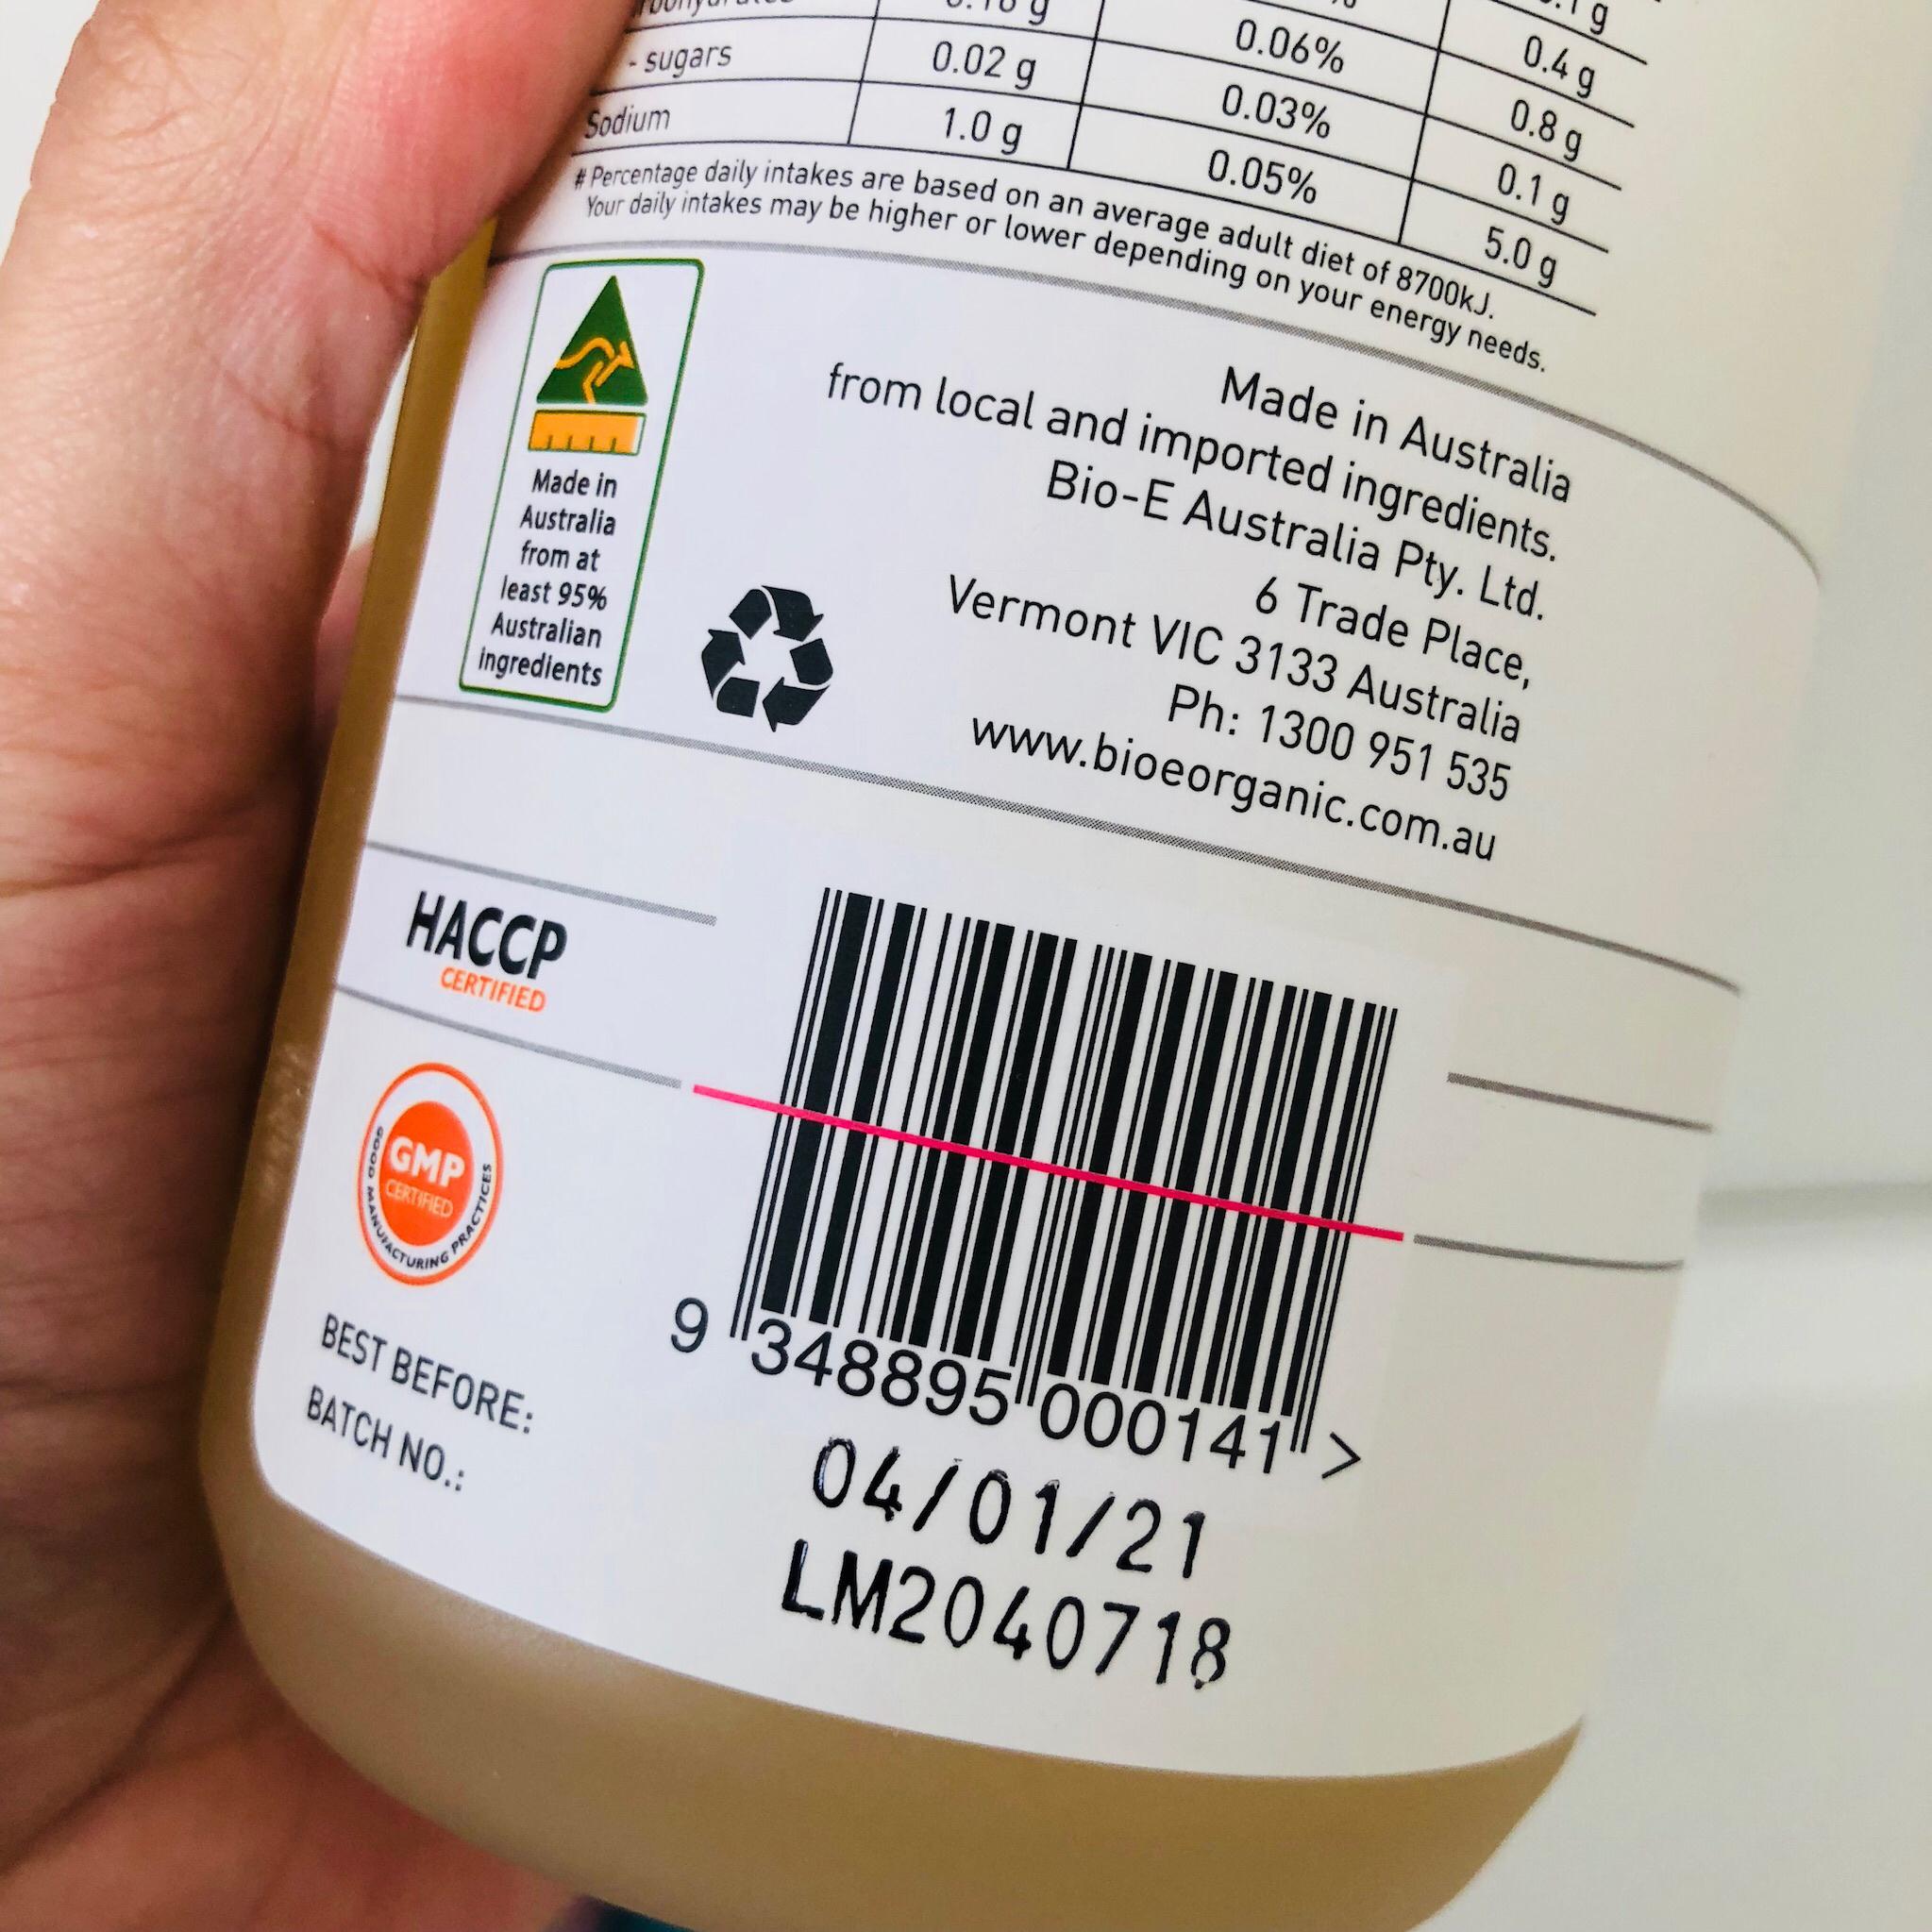 0.1 g
0.06% 0.4 g
- sugars 0.02 g 0.03% 0.8 g
Sodium 1.0 g 0.05% 0.1 g
5.0 g
# Percentage daily intakes are based on an average adult diet of 8700kJ.
Your daily intakes may be higher or lower depending on your energy needs.
Made in
Australia
from at
least 95%
Australian
ingredients
Made in Australia
from local and imported ingredients.
Bio-E Australia Pty. Ltd.
6 Trade Place,
Vermont VIC 3133 Australia
Ph: 1300 951 535
www.bioeorganic.com.au
HACCP
CERTIFIED
GMP
CERTIFIED
GOOD MANUFACTURING PRACTICES
9 348895 000141 >
BEST BEFORE: 04/01/21
BATCH NO.: LM2040718